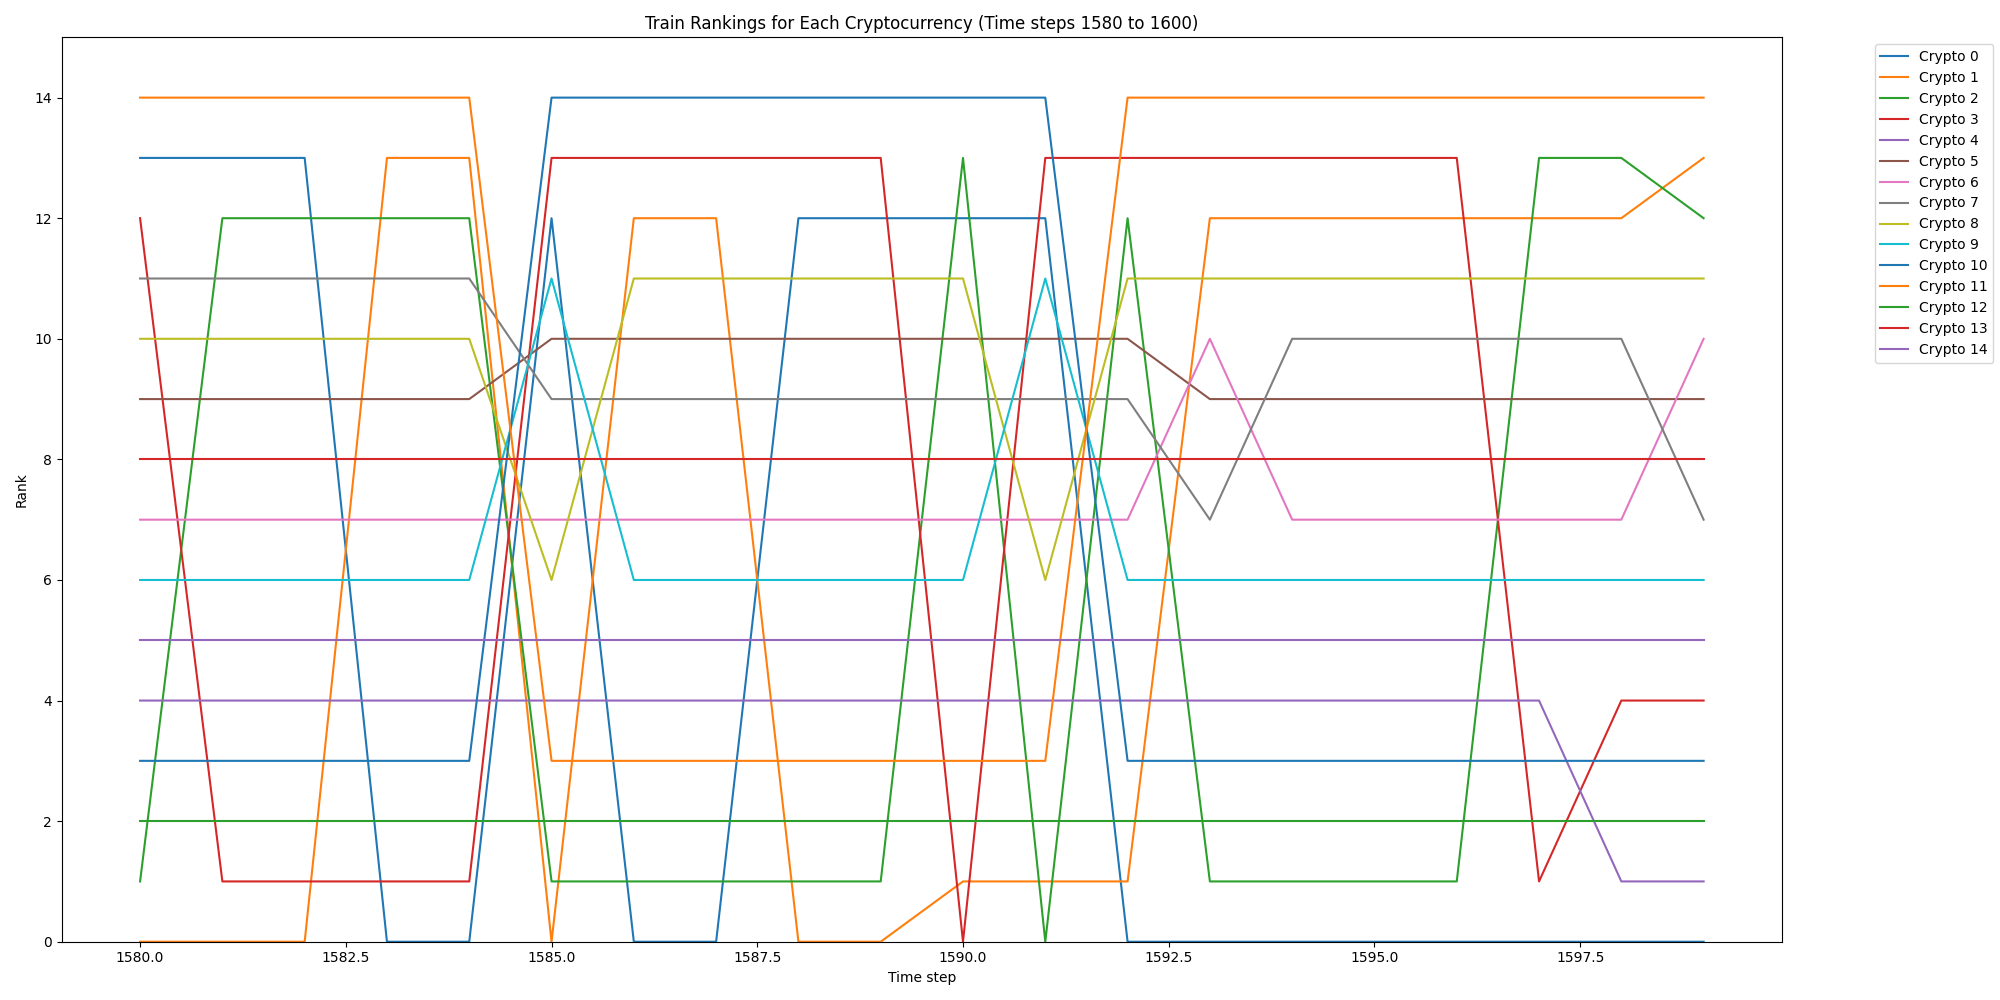 Train Rankings for Each Cryptocurrency (Time steps 1580 to 1600)
Crypto 0
Crypto 1
Crypto 2
Crypto 3
Crypto 4
Crypto 5
Crypto 6
Crypto 7
Crypto 8
Crypto 9
Crypto 10
Crypto 11
Crypto 12
Crypto 13
Crypto 14
Rank
14
12
10
8
6
4
2
0
1580.0 1582.5 1585.0 1587.5 1590.0 1592.5 1595.0 1597.5
Time step